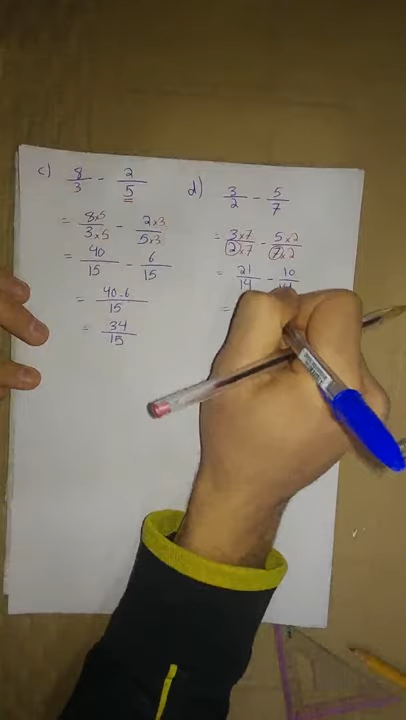 c) 8/3 - 2/5
= 8x5/3x5 - 2x3/5x3
= 40/15 - 6/15
= 40-6/15
= 34/15
d) 3/2 - 5/7
= 3x7/2x7 - 5x2/7x2
= 21/14 - 10/14
=